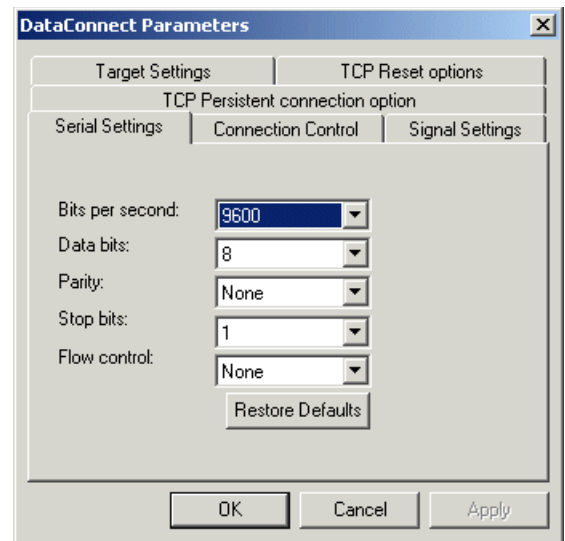 DataConnect Parameters
Target Settings TCP Reset options
TCP Persistent connection option
Serial Settings Connection Control Signal Settings
Bits per second: 9600
Data bits: 8
Parity: None
Stop bits: 1
Flow control: None
Restore Defaults
OK Cancel Apply